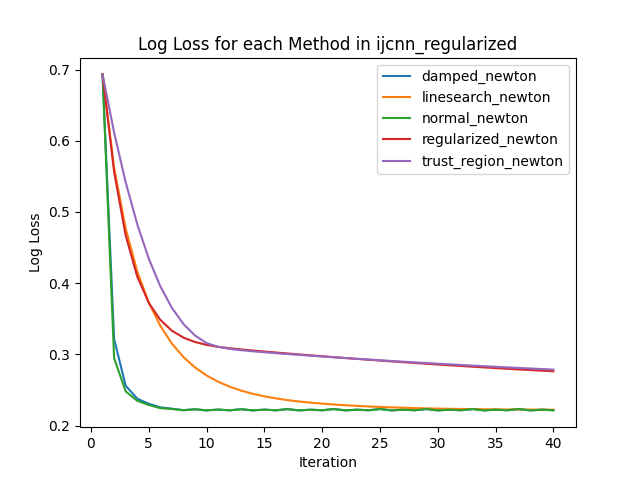 Log Loss for each Method in ijcnn_regularized
damped_newton
linesearch_newton
normal_newton
regularized_newton
trust_region_newton
Log Loss
0.7
0.6
0.5
0.4
0.3
0.2
0 5 10 15 20 25 30 35 40
Iteration